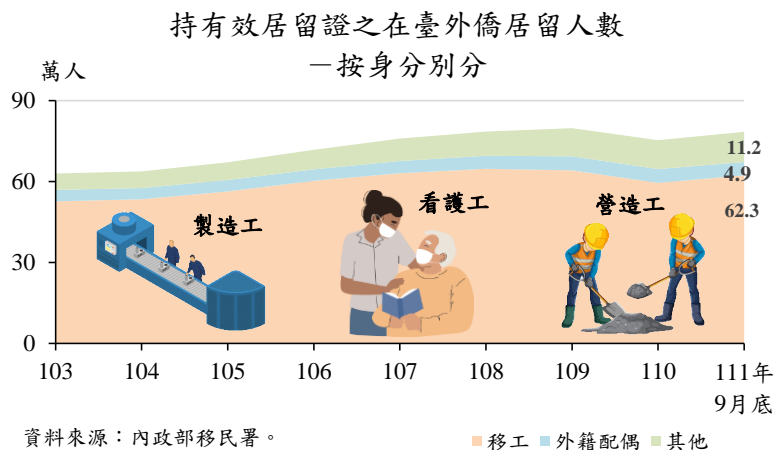 持有效居留證之在臺外僑居留人數
－按身分別分
萬人
90
60
30
0
11.2
4.9
62.3
製造工
看護工
營造工
103 104 105 106 107 108 109 110 111年
9月底
資料來源：內政部移民署。
移工 外籍配偶 其他